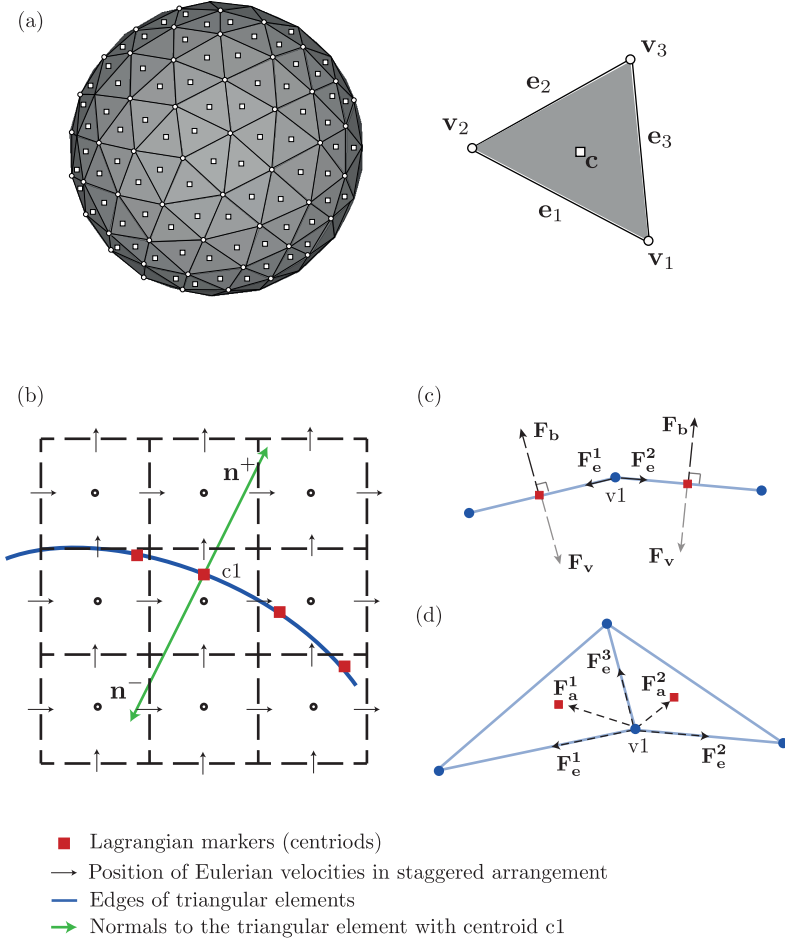 (a)
v3
e2
v2
e3
c
e1
v1
(b)
n+
c1
n−
(c)
Fb
Fb
F1e
F2e
v1
Fv
Fv
(d)
F3e
F1a
F2a
v1
F1e
F2e
Lagrangian markers (centriods)
Position of Eulerian velocities in staggered arrangement
Edges of triangular elements
Normals to the triangular element with centroid c1